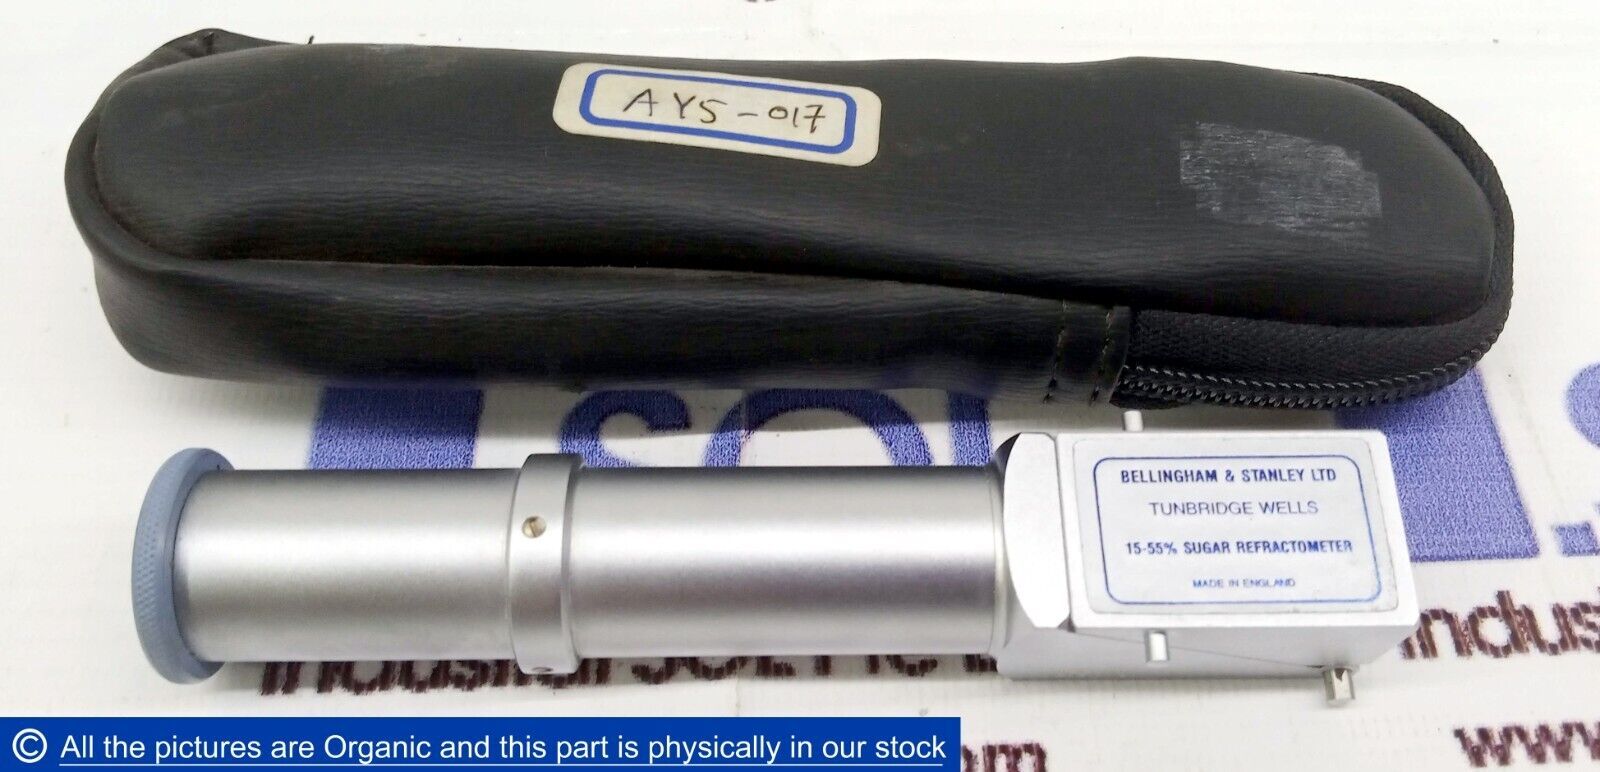 AYS-017
BELLINGHAM & STANLEY LTD
TUNBRIDGE WELLS
15-55% SUGAR REFRACTOMETER
MADE IN ENGLAND
© All the pictures are Organic and this part is physically in our stock